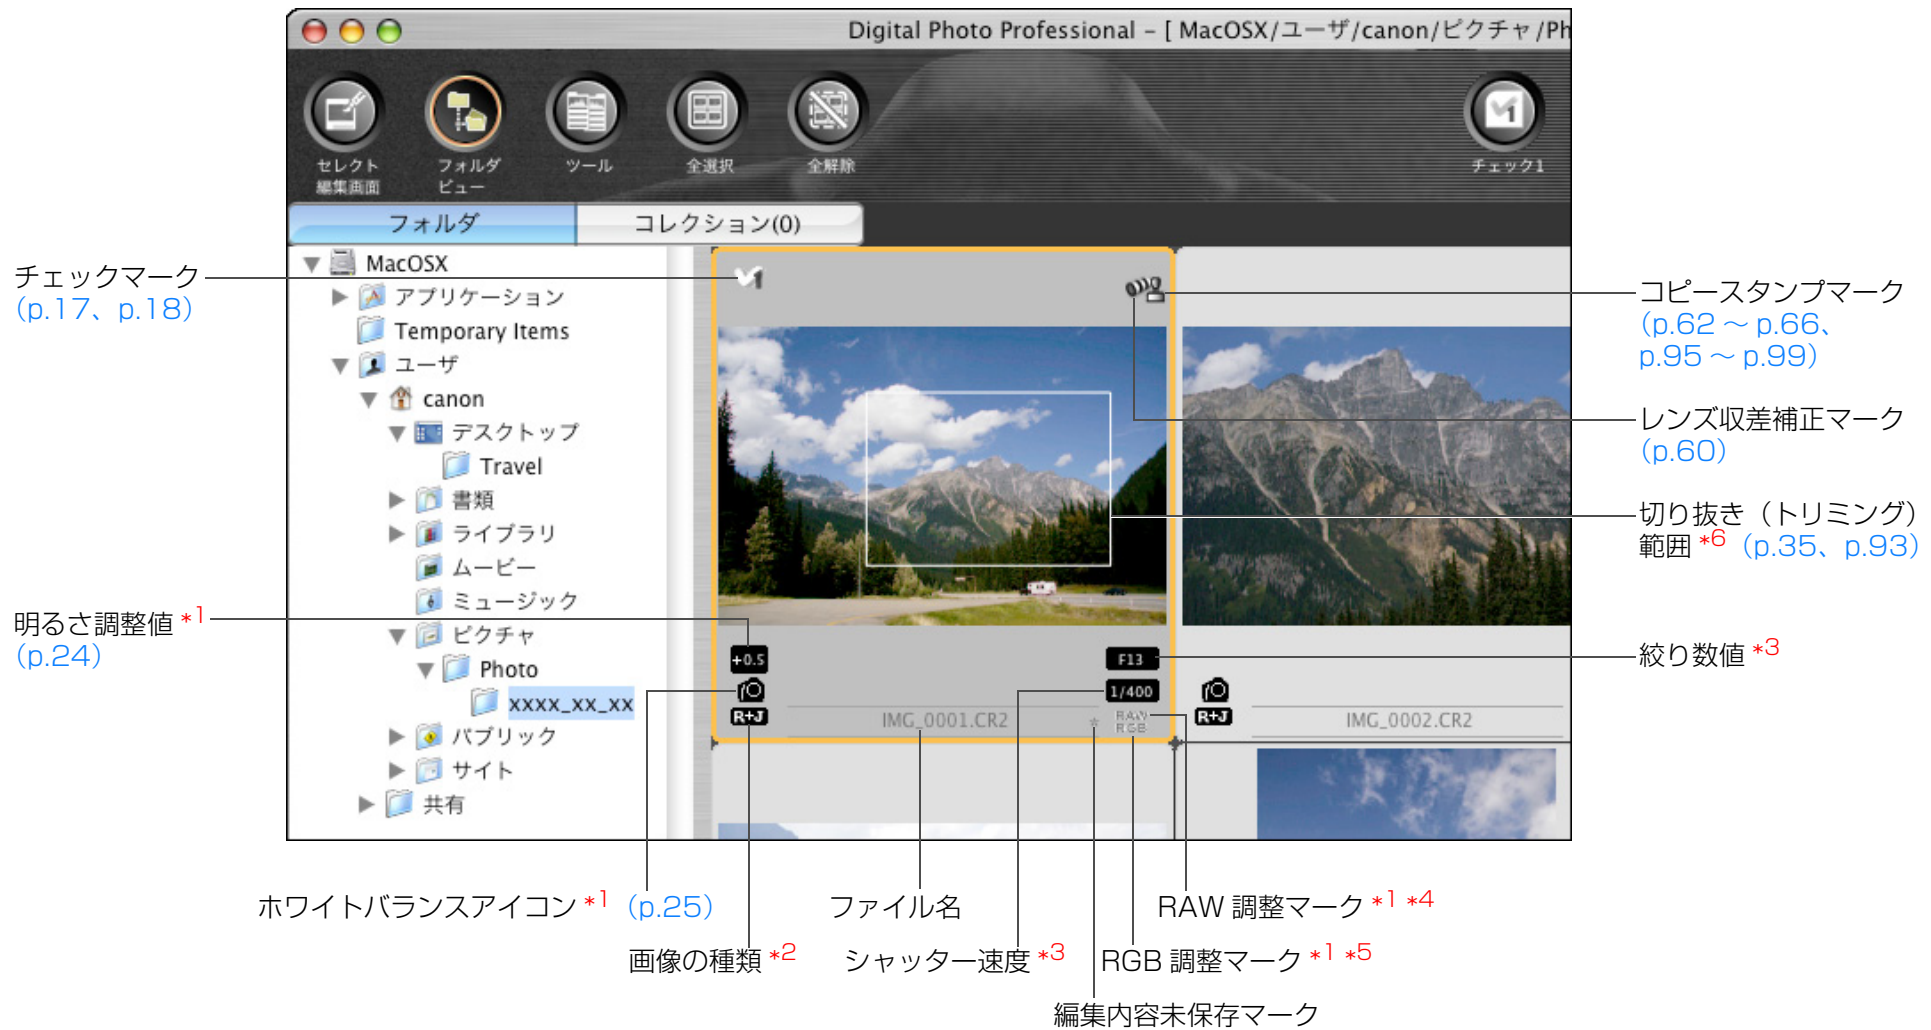 Digital Photo Professional – [ MacOSX/ユーザ/canon/ピクチャ/Ph
セレクト
編集画面
フォルダ
ビュー
ツール
全選択
全解除
チェック1
フォルダ
コレクション(0)
MacOSX
アプリケーション
Temporary Items
ユーザ
canon
デスクトップ
Travel
書類
ライブラリ
ムービー
ミュージック
ピクチャ
Photo
xxxx_xx_xx
パブリック
サイト
共有
チェックマーク
（p.17、p.18）
明るさ調整値 *1
（p.24）
1
+0.5
R+J
IMG_0001.CR2
F13
1/400
RAW
RGB
R+J
IMG_0002.CR2
コピースタンプマーク
（p.62 ～ p.66、
p.95 ～ p.99）
レンズ収差補正マーク
（p.60）
切り抜き（トリミング）
範囲 *6（p.35、p.93）
絞り数値 *3
ホワイトバランスアイコン *1（p.25）
ファイル名
RAW 調整マーク *1 *4
画像の種類 *2
シャッター速度 *3
RGB 調整マーク *1 *5
編集内容未保存マーク